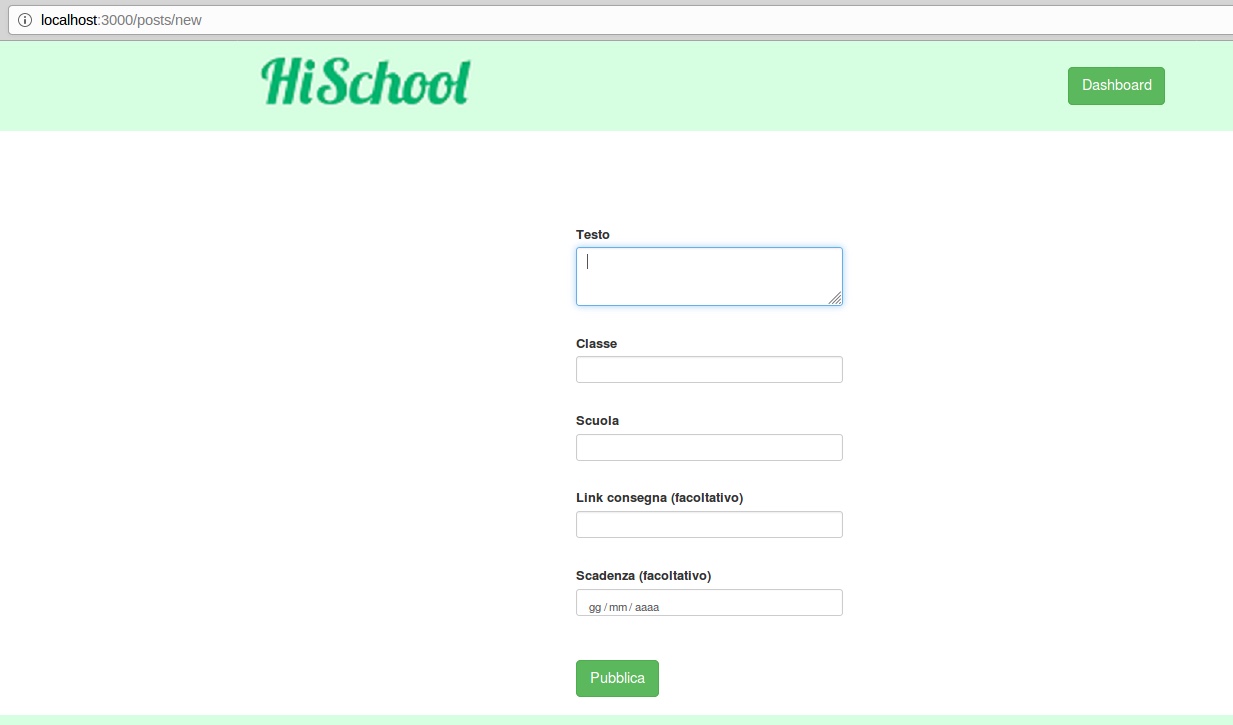 localhost:3000/posts/new
HiSchool
Dashboard
Testo
Classe
Scuola
Link consegna (facoltativo)
Scadenza (facoltativo)
gg / mm / aaaa
Pubblica